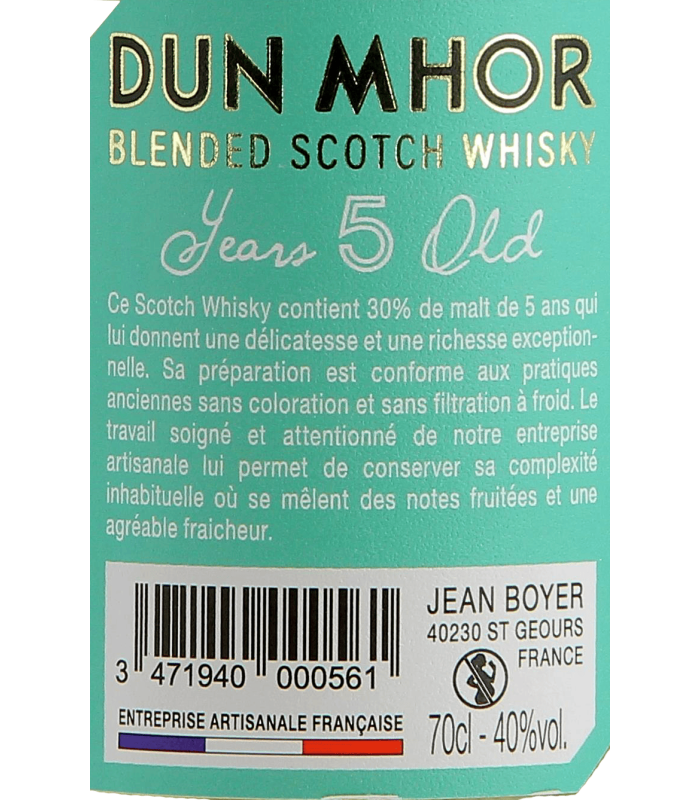 DUN MHOR
BLENDED SCOTCH WHISKY
Years 5 Old
Ce Scotch Whisky contient 30% de malt de 5 ans qui
lui donnent une délicatesse et une richesse exception-
nelle. Sa préparation est conforme aux pratiques
anciennes sans coloration et sans filtration à froid. Le
travail soigné et attentionné de notre entreprise
artisanale lui permet de conserver sa complexité
inhabituelle où se mêlent des notes fruitées et une
agréable fraicheur.
JEAN BOYER
40230 ST GEOURS
FRANCE
3 471940 000561
ENTREPRISE ARTISANALE FRANÇAISE
70cl - 40%vol.